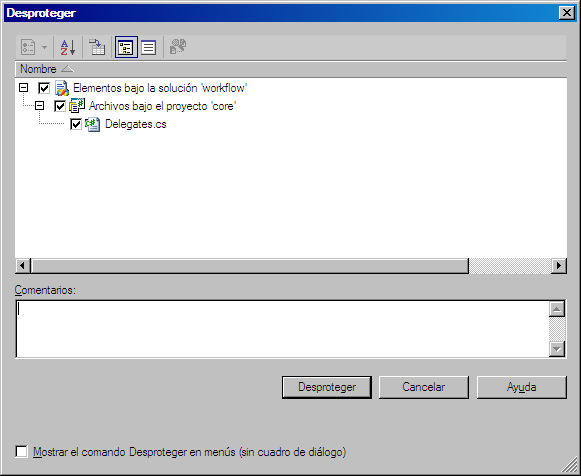 Desproteger
Nombre
Elementos bajo la solución 'workflow'
Archivos bajo el proyecto 'core'
Delegates.cs
Comentarios:
Desproteger Cancelar Ayuda
Mostrar el comando Desproteger en menús (sin cuadro de diálogo)